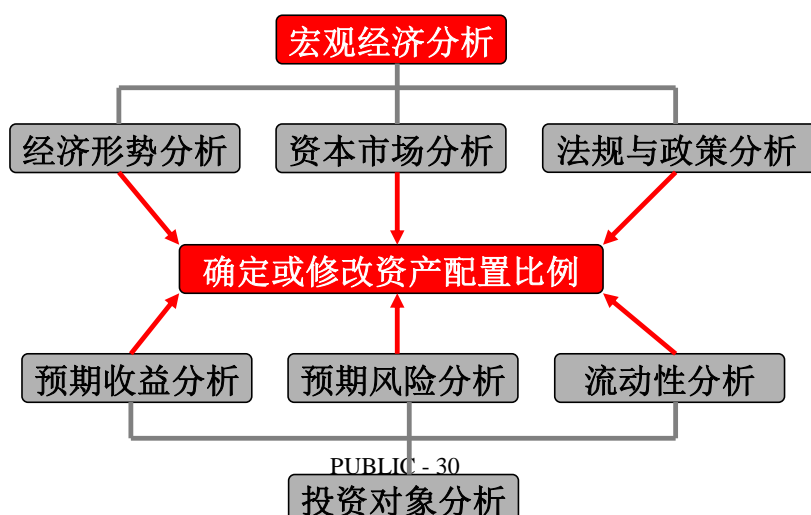 宏观经济分析
经济形势分析
资本市场分析
法规与政策分析
确定或修改资产配置比例
预期收益分析
预期风险分析
流动性分析
PUBLIC - 30
投资对象分析